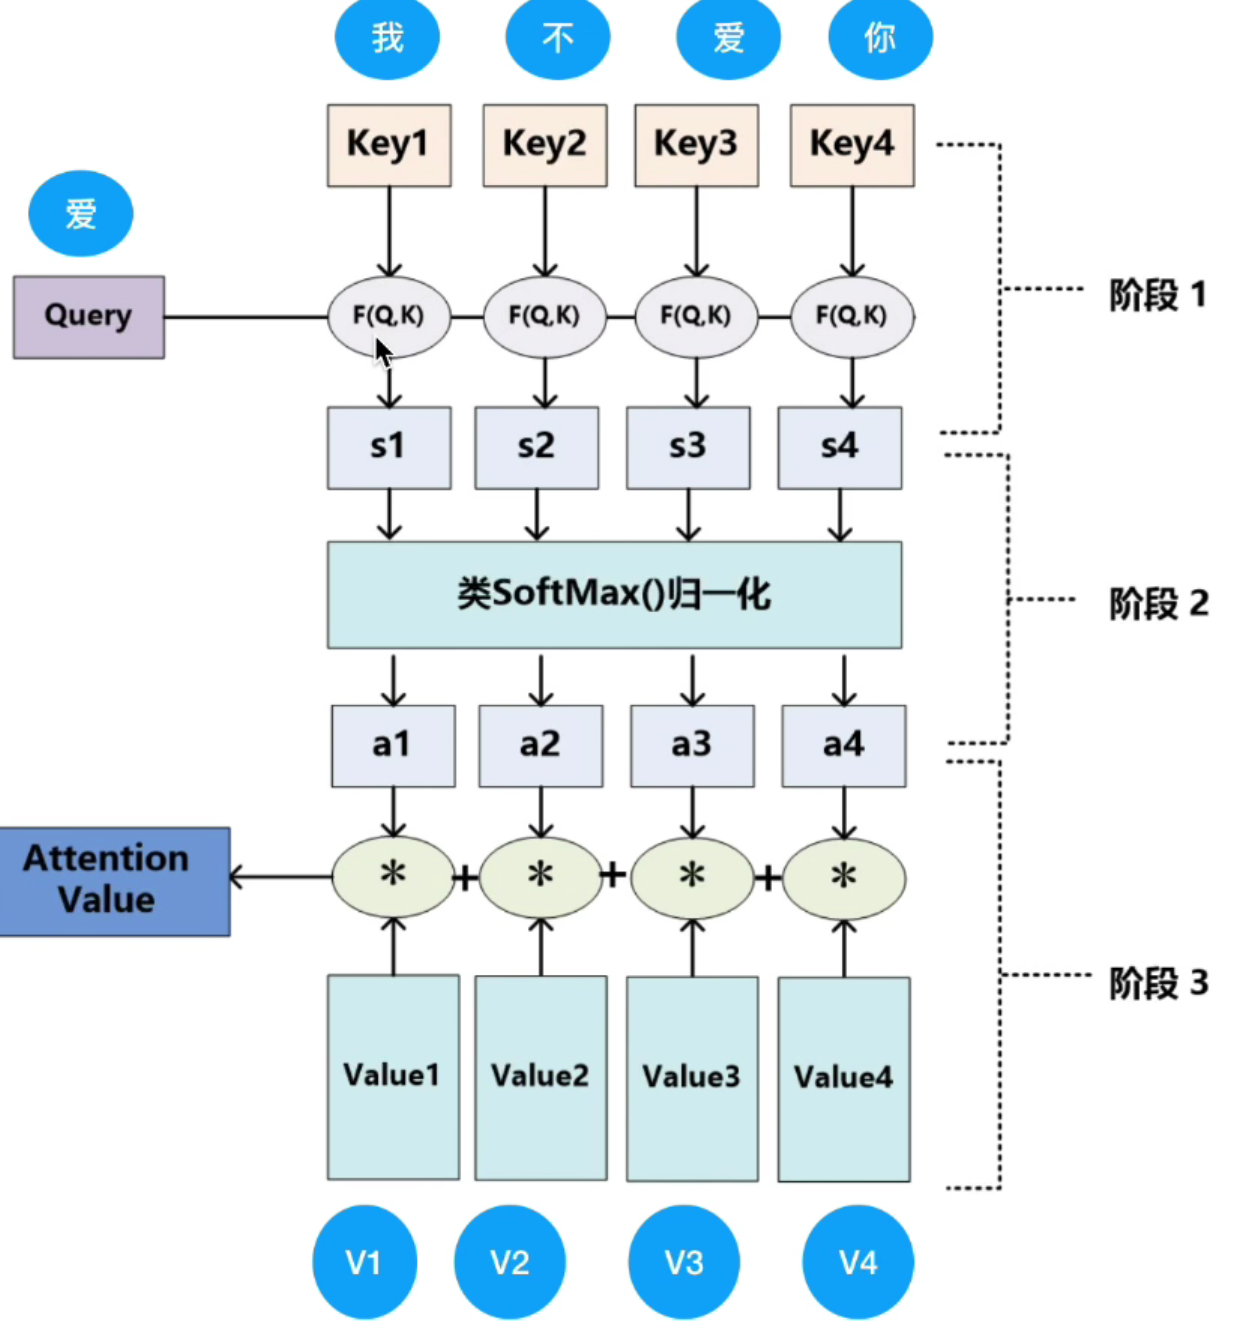 我 不 爱 你
Key1 Key2 Key3 Key4
爱
Query F(Q,K) F(Q,K) F(Q,K) F(Q,K)
阶段 1
s1 s2 s3 s4
类SoftMax()归一化
阶段 2
a1 a2 a3 a4
Attention
Value
* + * + * + *
阶段 3
Value1 Value2 Value3 Value4
V1 V2 V3 V4